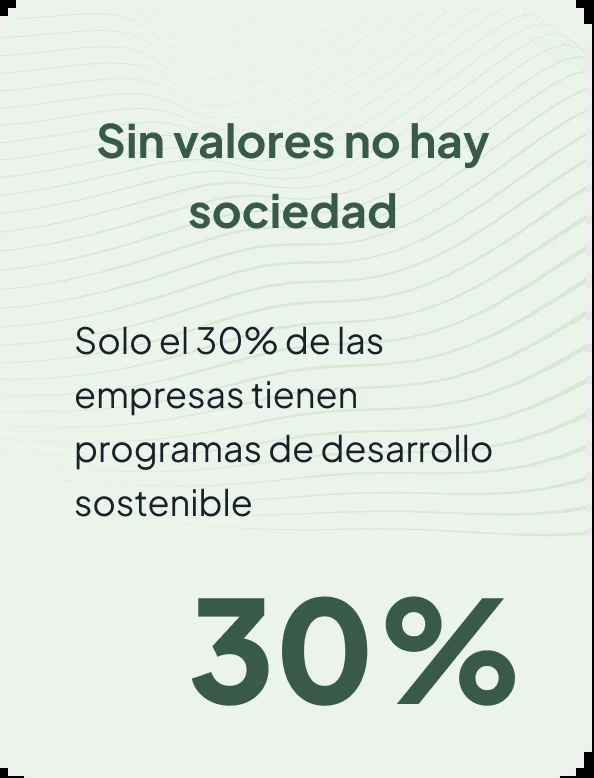 Sin valores no hay
sociedad
Solo el 30% de las
empresas tienen
programas de desarrollo
sostenible
30%